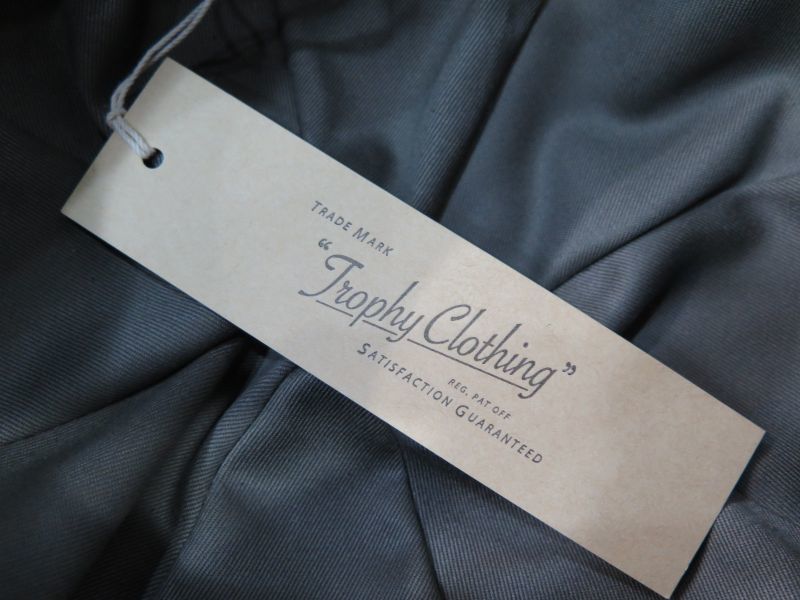 TRADE MARK
“Trophy Clothing”
REG. PAT OFF
SATISFACTION GUARANTEED